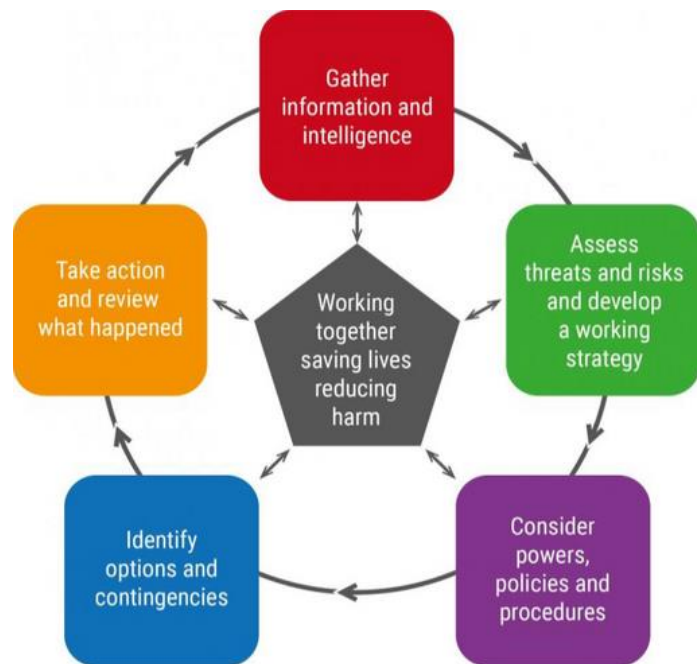 Gather
information and
intelligence
Assess
threats and risks
and develop
a working
strategy
Consider
powers,
policies and
procedures
Identify
options and
contingencies
Take action
and review
what happened
Working
together
saving lives
reducing
harm